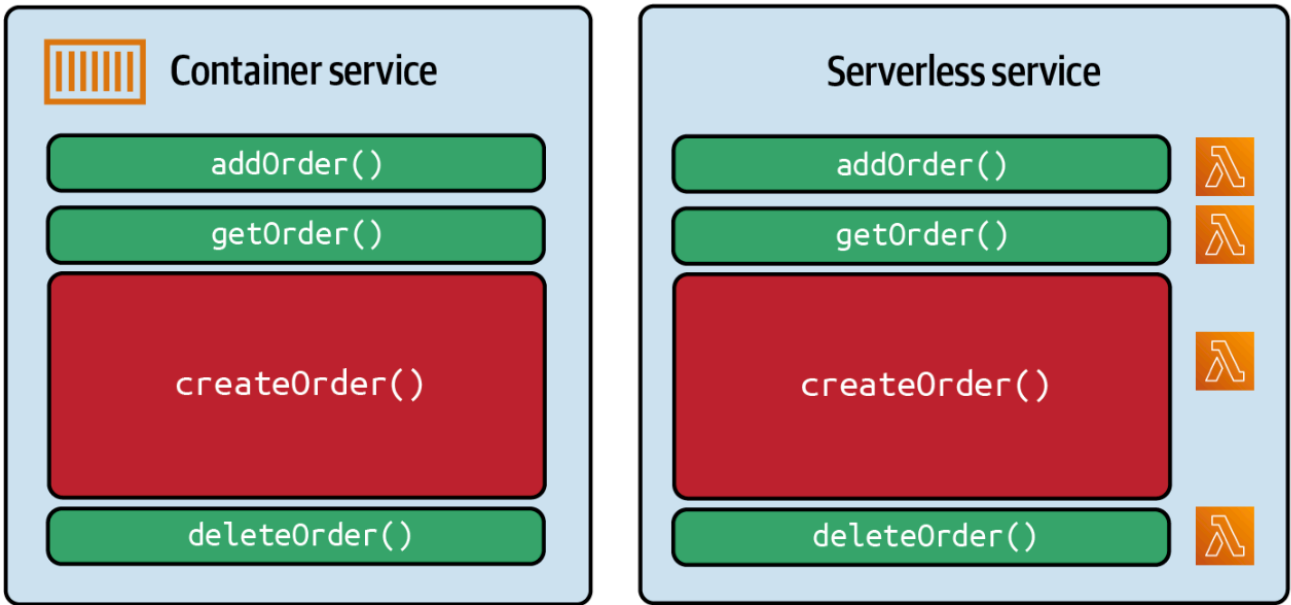 Container service
addOrder()
getOrder()
createOrder()
deleteOrder()
Serverless service
addOrder()
getOrder()
createOrder()
deleteOrder()